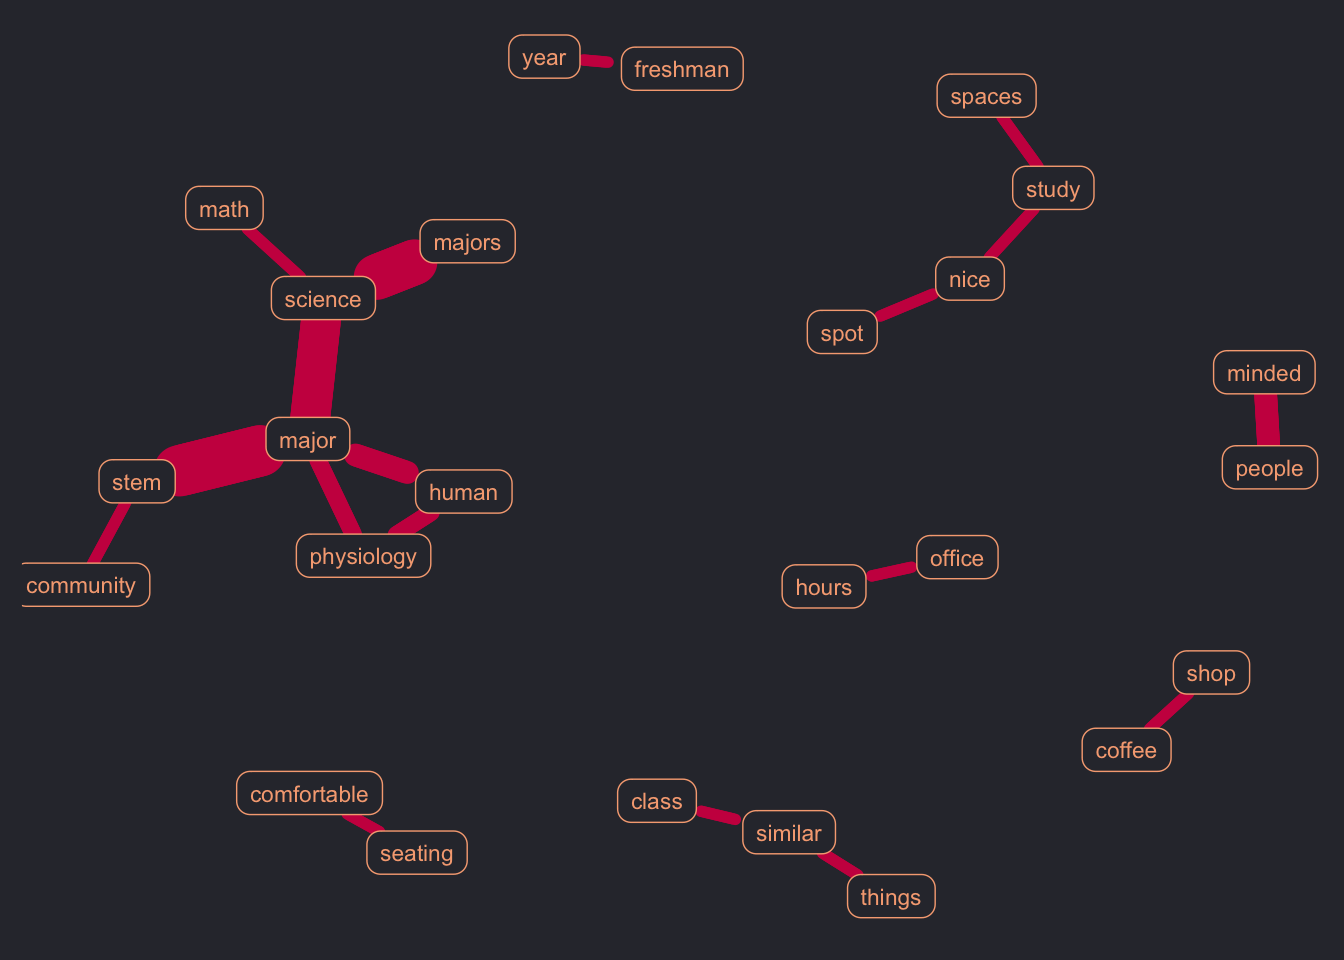 year
freshman
spaces
study
math
majors
nice
science
spot
minded
major
people
stem
human
physiology
office
community
hours
shop
coffee
comfortable
class
similar
seating
things